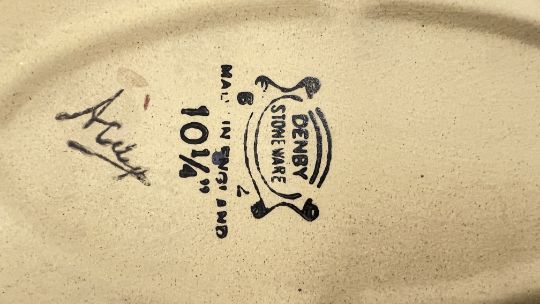 DENBY
STONEWARE
MADE IN ENGLAND
10¼"